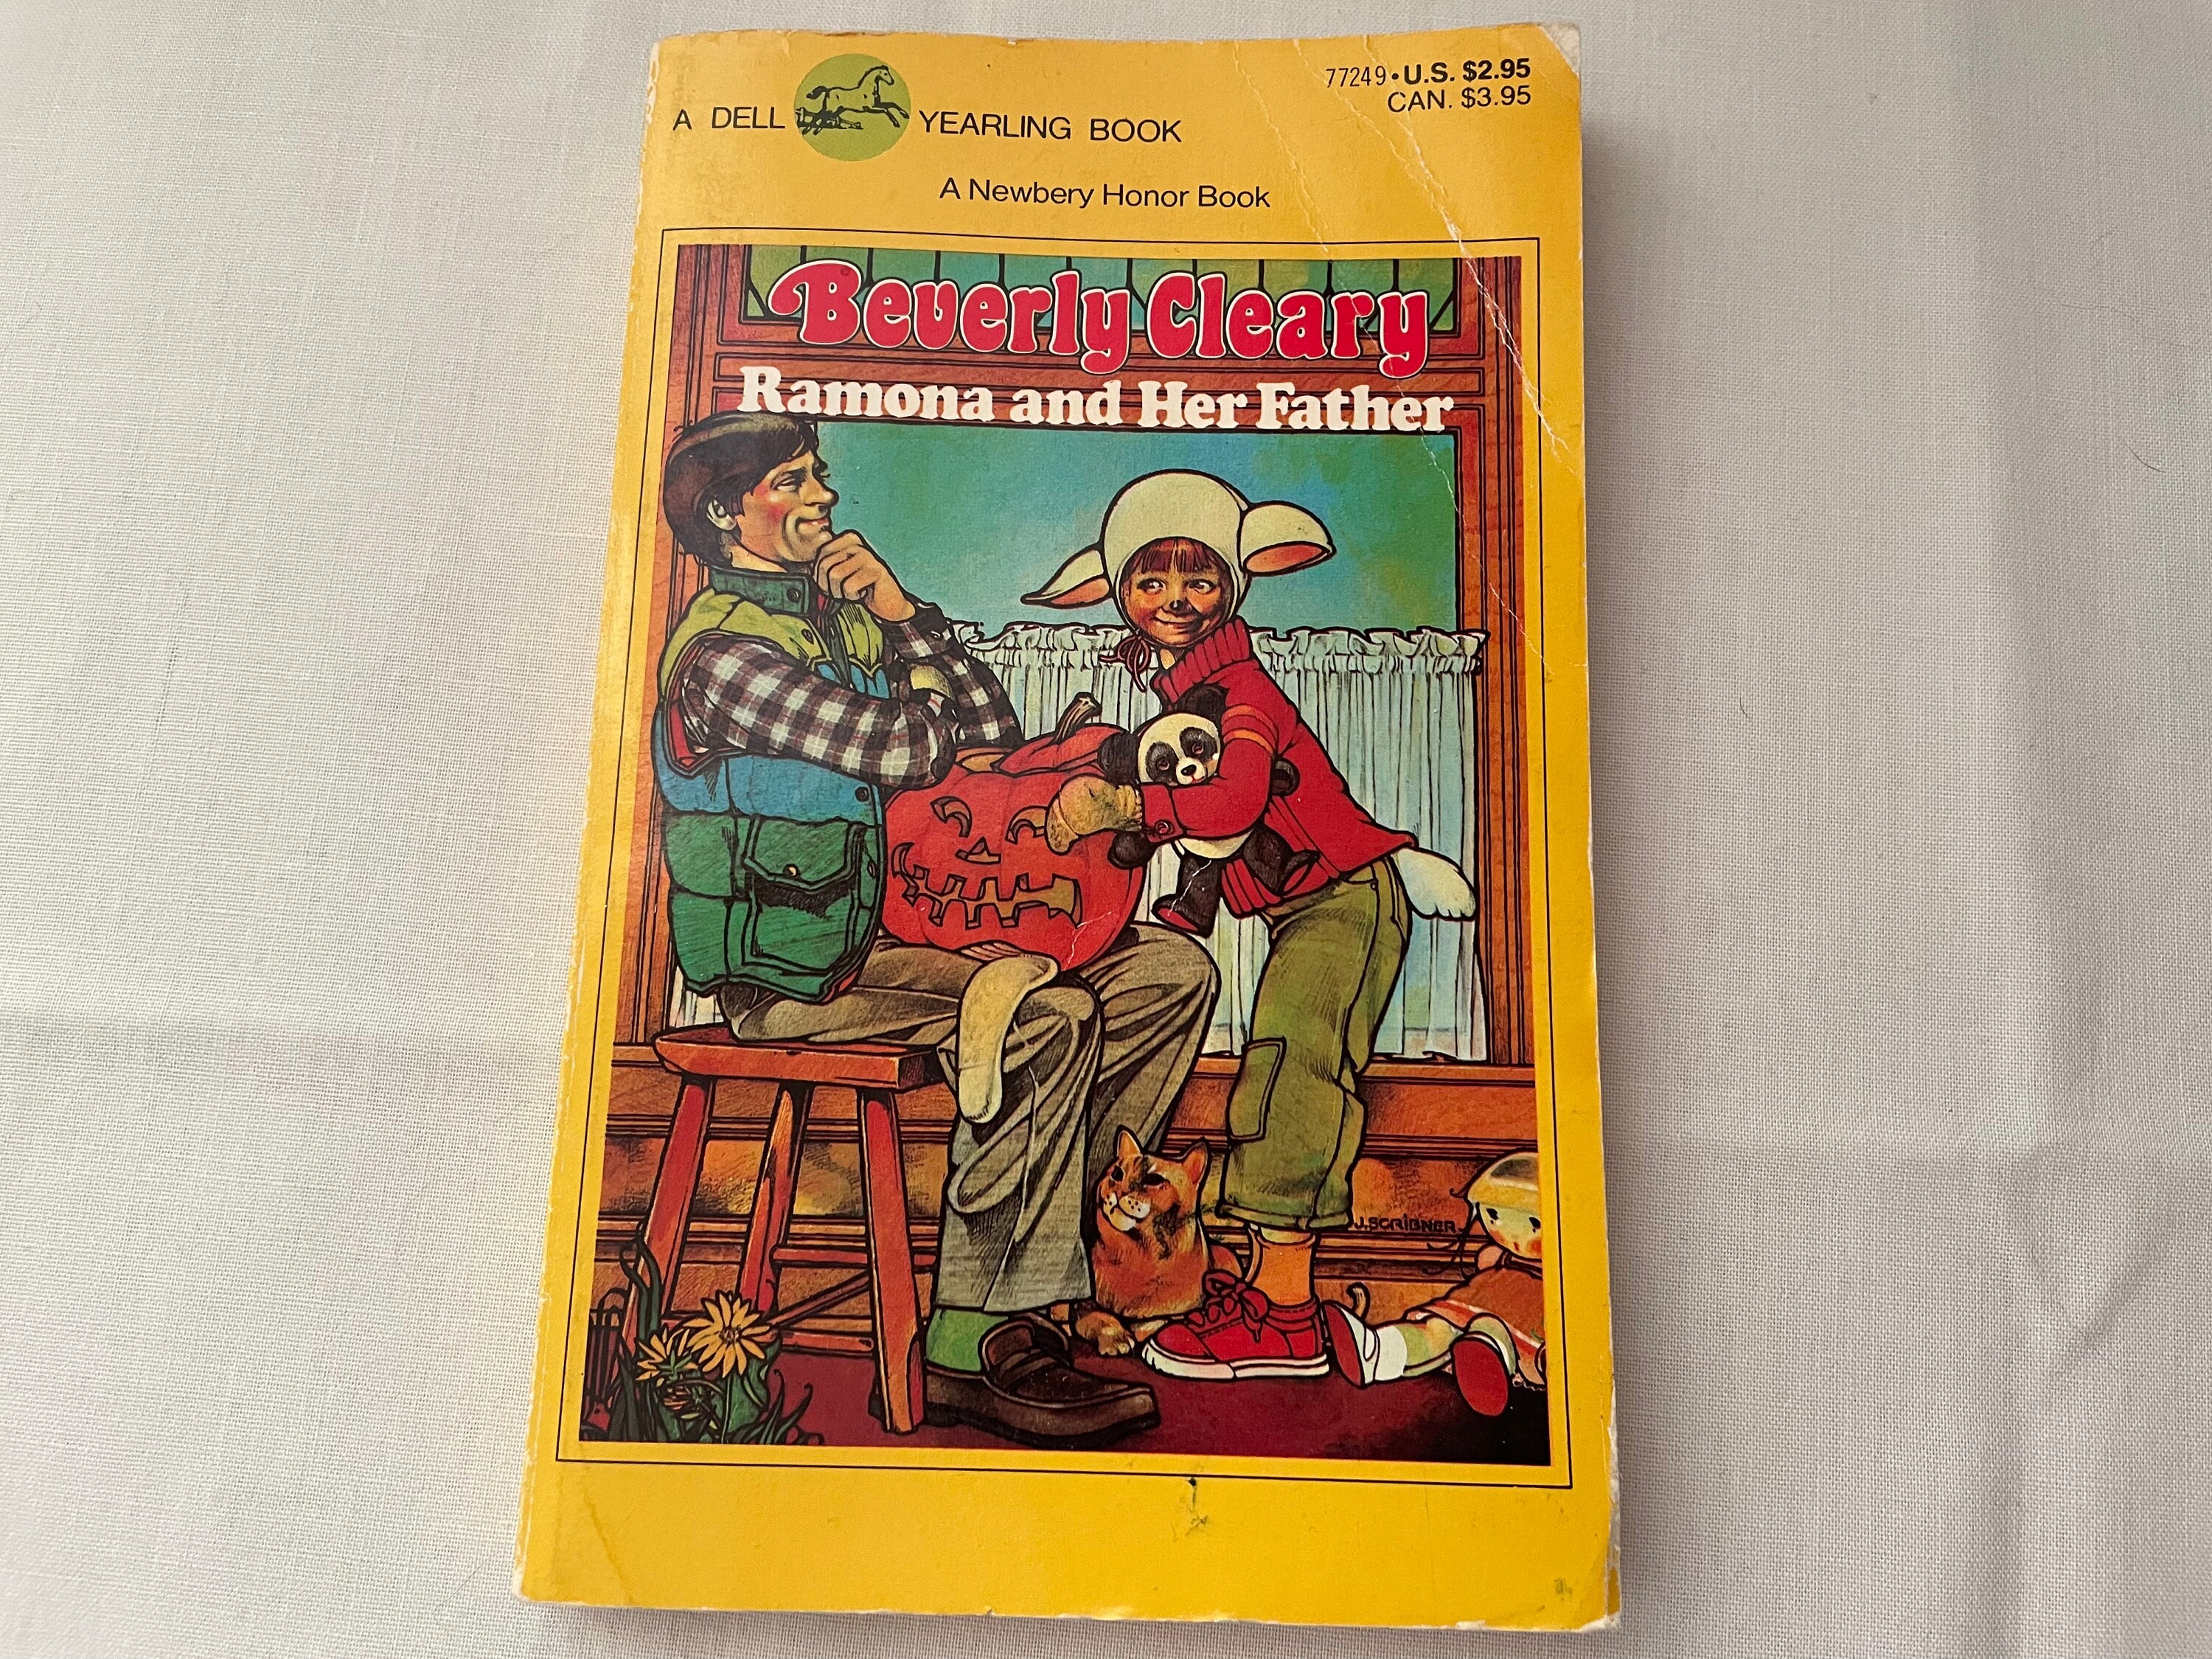 A DELL YEARLING BOOK
77249 • U.S. $2.95
CAN. $3.95
A Newbery Honor Book
Beverly Cleary
Ramona and Her Father
J. SCRIBNER